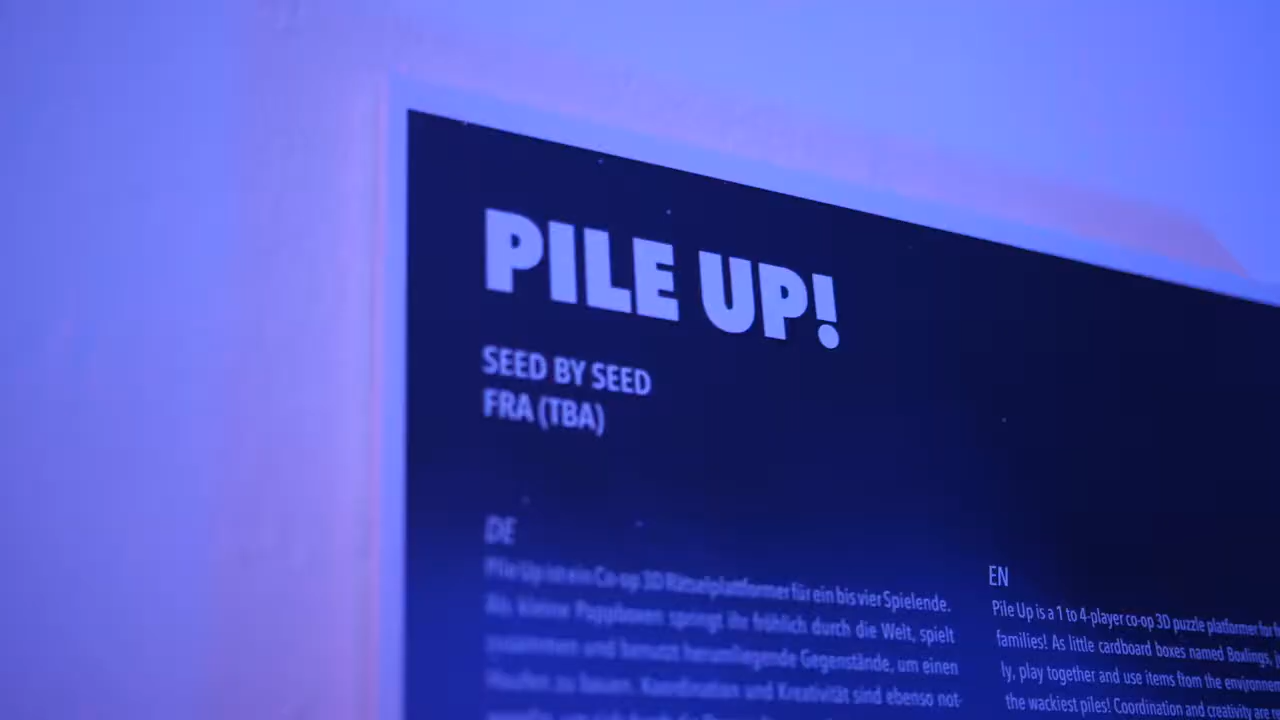 PILE UP!
SEED BY SEED
FRA (TBA)
DE
Pile Up ist ein Co-op 3D Rätselplattformer für ein bis vier Spielende.
Als kleine Pappboxen springt ihr fröhlich durch die Welt, spielt
zusammen und benutzt herumliegende Gegenstände, um einen
Haufen zu bauen. Koordination und Kreativität sind ebenso not-
EN
Pile Up is a 1 to 4-player co-op 3D puzzle platformer for
families! As little cardboard boxes named Boxlings,
ly, play together and use items from the environmen
the wackiest piles! Coordination and creativity are